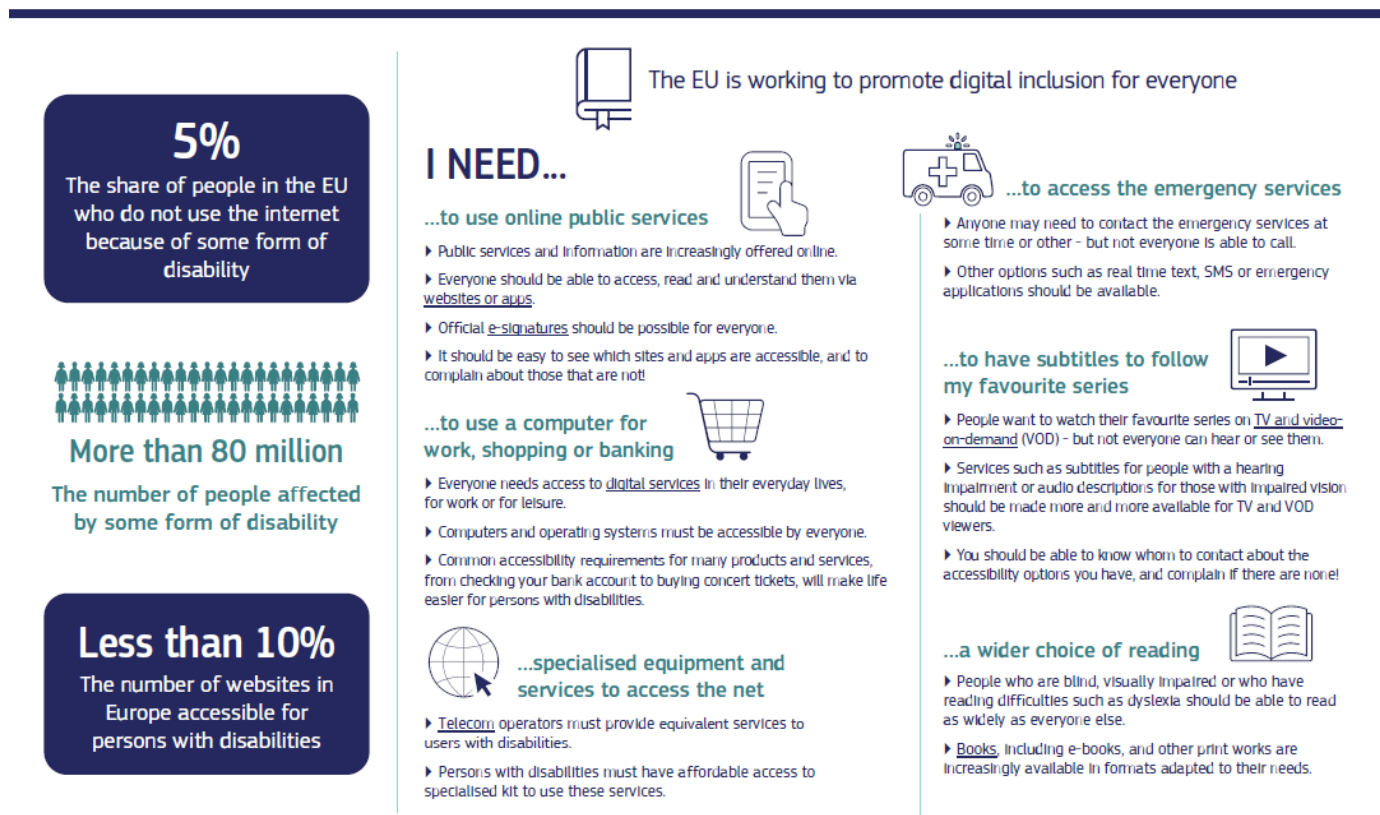 5%
The share of people in the EU
who do not use the internet
because of some form of
disability
More than 80 million
The number of people affected
by some form of disability
Less than 10%
The number of websites in
Europe accessible for
persons with disabilities
The EU is working to promote digital inclusion for everyone
I NEED...
...to use online public services
Public services and information are increasingly offered online.
Everyone should be able to access, read and understand them via
websites or apps.
Official e-signatures should be possible for everyone.
It should be easy to see which sites and apps are accessible, and to
complain about those that are not!
...to use a computer for
work, shopping or banking
Everyone needs access to digital services in their everyday lives,
for work or for leisure.
Computers and operating systems must be accessible by everyone.
Common accessibility requirements for many products and services,
from checking your bank account to buying concert tickets, will make life
easier for persons with disabilities.
...specialised equipment and
services to access the net
Telecom operators must provide equivalent services to
users with disabilities.
Persons with disabilities must have affordable access to
specialised kit to use these services.
...to access the emergency services
Anyone may need to contact the emergency services at
some time or other - but not everyone is able to call.
Other options such as real time text, SMS or emergency
applications should be available.
...to have subtitles to follow
my favourite series
People want to watch their favourite series on TV and video-
on-demand (VOD) - but not everyone can hear or see them.
Services such as subtitles for people with a hearing
impairment or audio descriptions for those with impaired vision
should be made more and more available for TV and VOD
viewers.
You should be able to know whom to contact about the
accessibility options you have, and complain if there are none!
...a wider choice of reading
People who are blind, visually impaired or who have
reading difficulties such as dyslexia should be able to read
as widely as everyone else.
Books, including e-books, and other print works are
increasingly available in formats adapted to their needs.